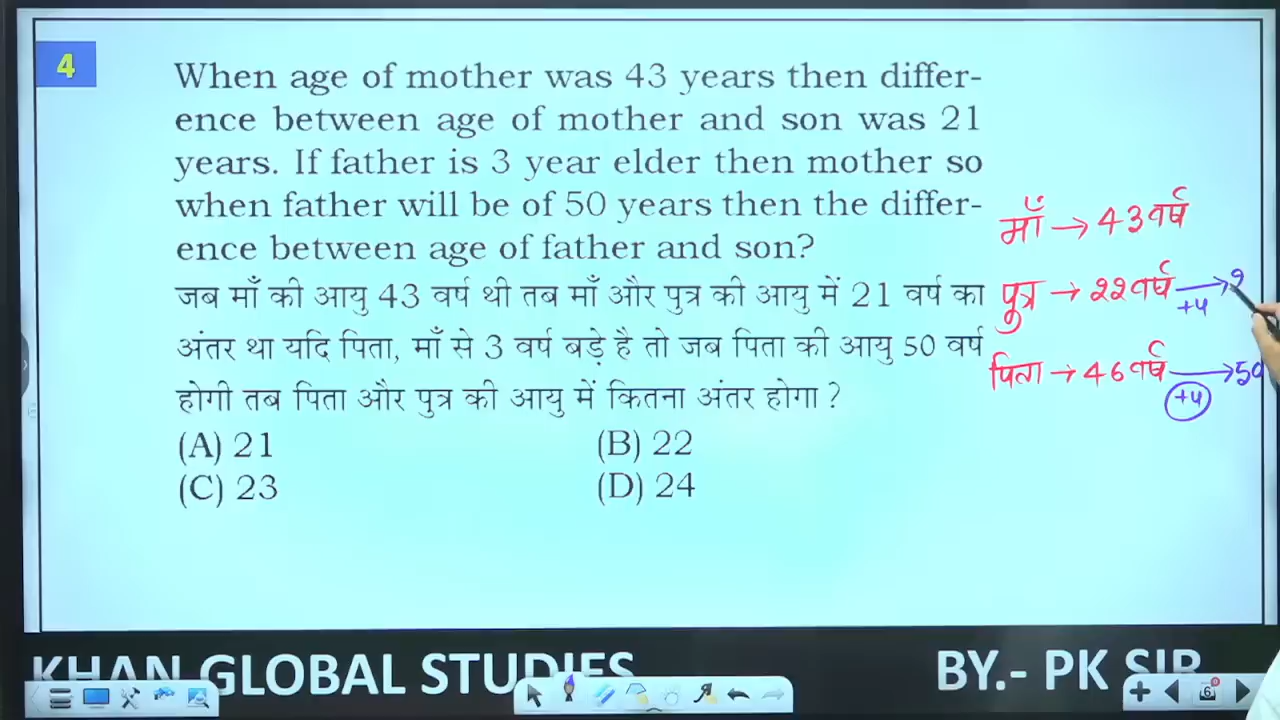 4
When age of mother was 43 years then differ-
ence between age of mother and son was 21
years. If father is 3 year elder then mother so
when father will be of 50 years then the differ-
ence between age of father and son?
जब माँ की आयु 43 वर्ष थी तब माँ और पुत्र की आयु में 21 वर्ष का
अंतर था यदि पिता, माँ से 3 वर्ष बड़े है तो जब पिता की आयु 50 वर्ष
होगी तब पिता और पुत्र की आयु में कितना अंतर होगा ?
(A) 21
(B) 22
(C) 23
(D) 24
माँ → 43 वर्ष
पुत्र → 22 वर्ष → +4
पिता → 46 वर्ष → 50
+4
KHAN GLOBAL STUDIES
BY.- PK SIR
6